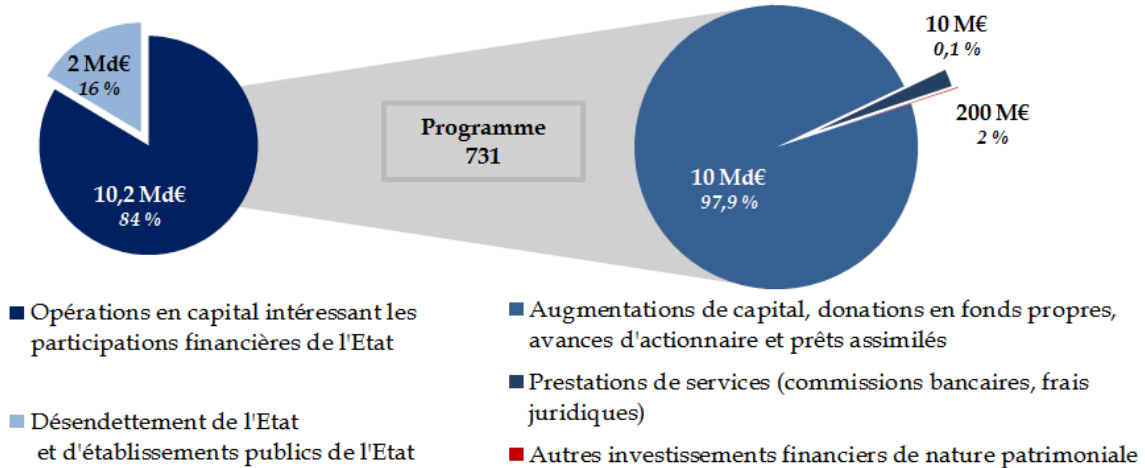 2 Md€
16 %
10,2 Md€
84 %
Programme
731
10 Md€
97,9 %
10 M€
0,1 %
200 M€
2 %
Opérations en capital intéressant les
participations financières de l'Etat
Désendettement de l'Etat
et d'établissements publics de l'Etat
Augmentations de capital, donations en fonds propres,
avances d'actionnaire et prêts assimilés
Prestations de services (commissions bancaires, frais
juridiques)
Autres investissements financiers de nature patrimoniale